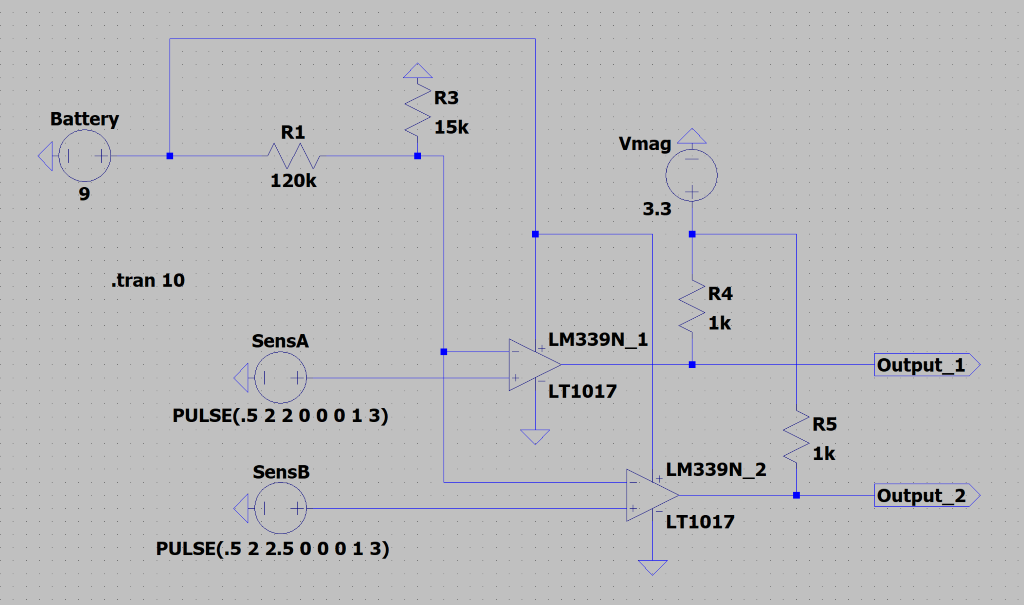 Battery
9
R1
120k
R3
15k
Vmag
3.3
.tran 10
R4
1k
SensA
PULSE(.5 2 2 0 0 0 1 3)
LM339N_1
LT1017
Output_1
R5
1k
SensB
PULSE(.5 2 2.5 0 0 0 1 3)
LM339N_2
LT1017
Output_2